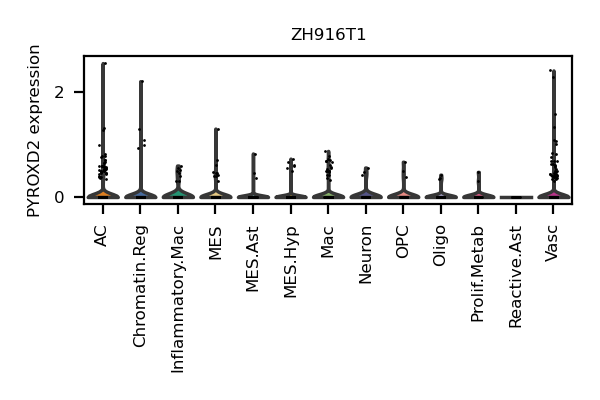 ZH916T1
PYROXD2 expression
2
0
AC
Chromatin.Reg
Inflammatory.Mac
MES
MES.Ast
MES.Hyp
Mac
Neuron
OPC
Oligo
Prolif.Metab
Reactive.Ast
Vasc